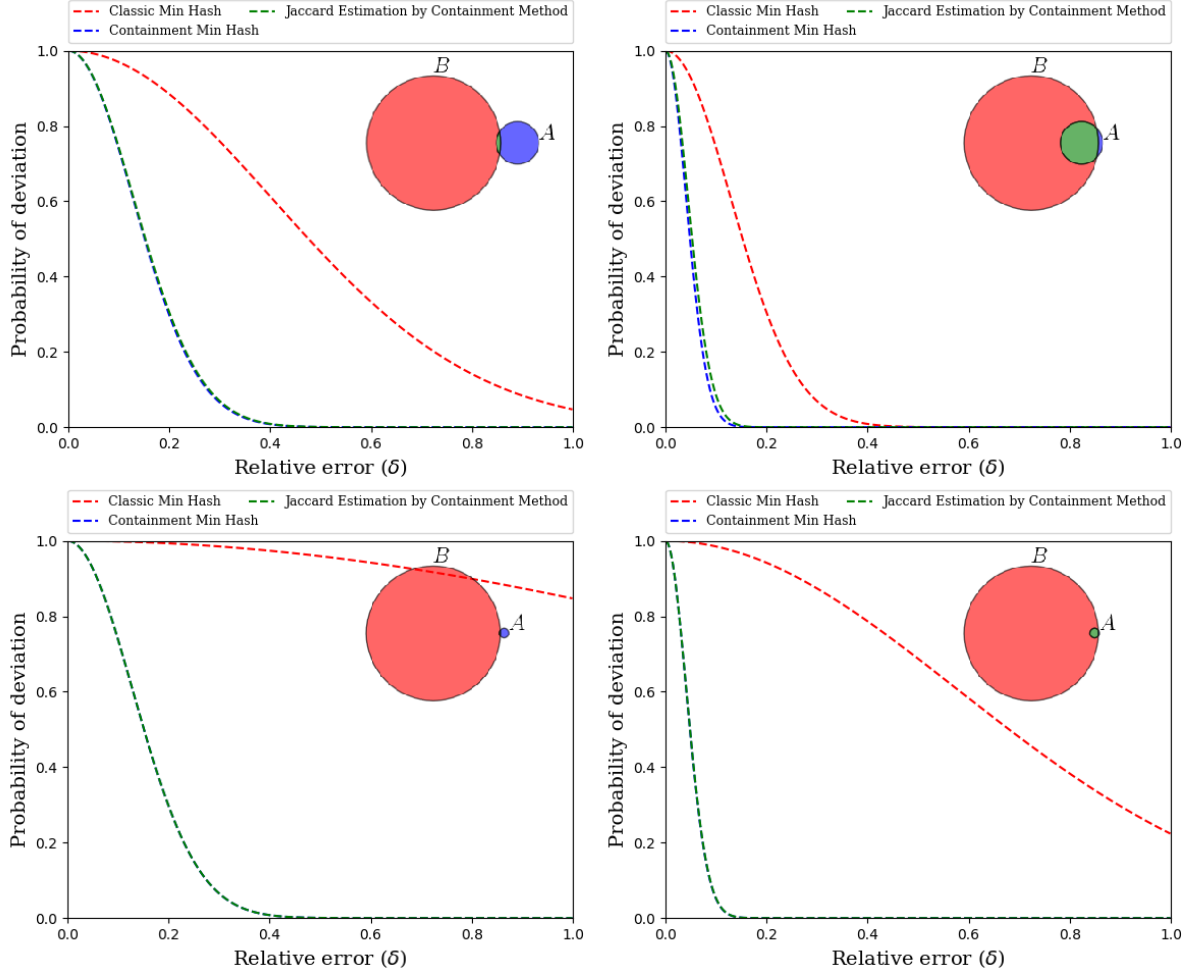 Classic Min Hash
Jaccard Estimation by Containment Method
Containment Min Hash
1.0
0.8
0.6
0.4
0.2
0.0
Probability of deviation
B
A
0.0 0.2 0.4 0.6 0.8 1.0
Relative error (δ)
Classic Min Hash
Jaccard Estimation by Containment Method
Containment Min Hash
1.0
0.8
0.6
0.4
0.2
0.0
Probability of deviation
B
A
0.0 0.2 0.4 0.6 0.8 1.0
Relative error (δ)
Classic Min Hash
Jaccard Estimation by Containment Method
Containment Min Hash
1.0
0.8
0.6
0.4
0.2
0.0
Probability of deviation
B
A
0.0 0.2 0.4 0.6 0.8 1.0
Relative error (δ)
Classic Min Hash
Jaccard Estimation by Containment Method
Containment Min Hash
1.0
0.8
0.6
0.4
0.2
0.0
Probability of deviation
B
A
0.0 0.2 0.4 0.6 0.8 1.0
Relative error (δ)